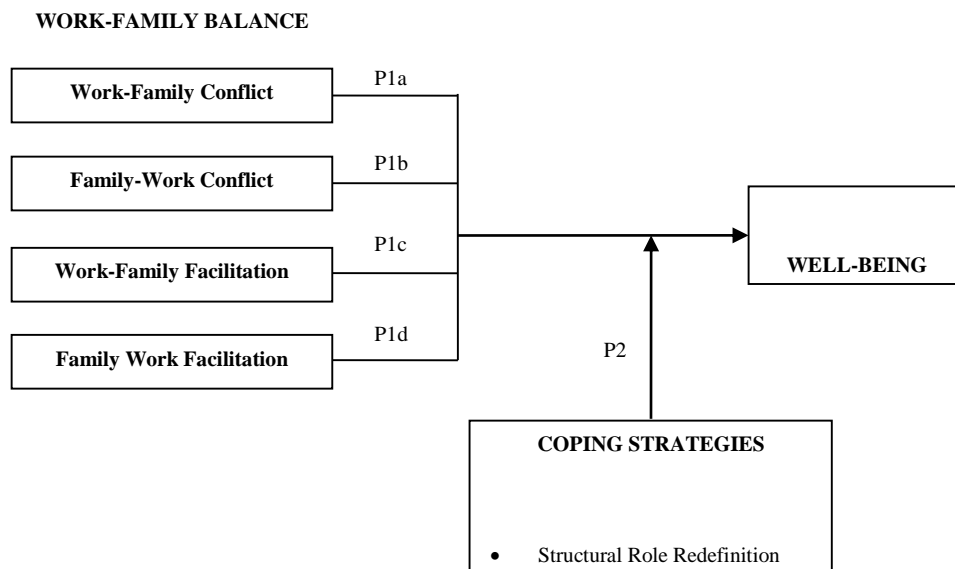 WORK-FAMILY BALANCE
Work-Family Conflict
P1a
Family-Work Conflict
P1b
Work-Family Facilitation
P1c
Family Work Facilitation
P1d
WELL-BEING
P2
COPING STRATEGIES
• Structural Role Redefinition